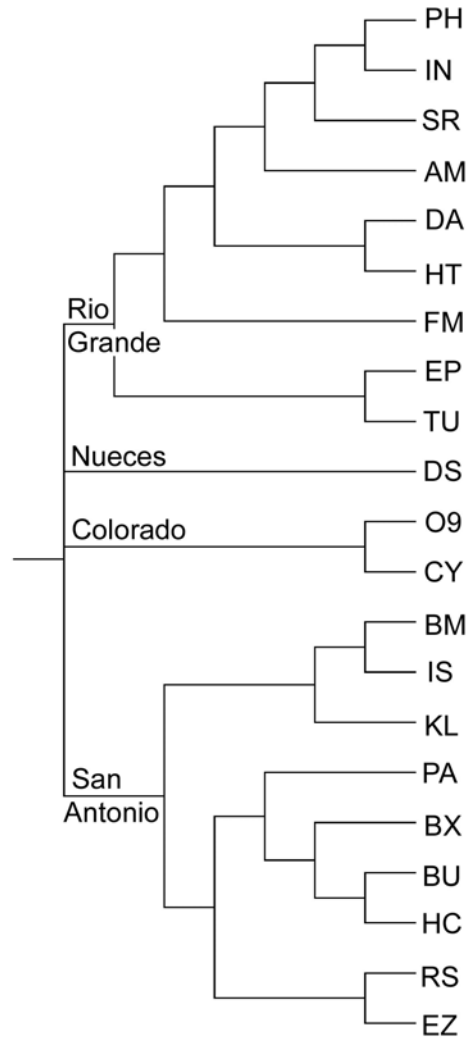 PH
IN
SR
AM
DA
HT
Rio
Grande
FM
EP
TU
Nueces
DS
Colorado
O9
CY
BM
IS
KL
San
Antonio
PA
BX
BU
HC
RS
EZ